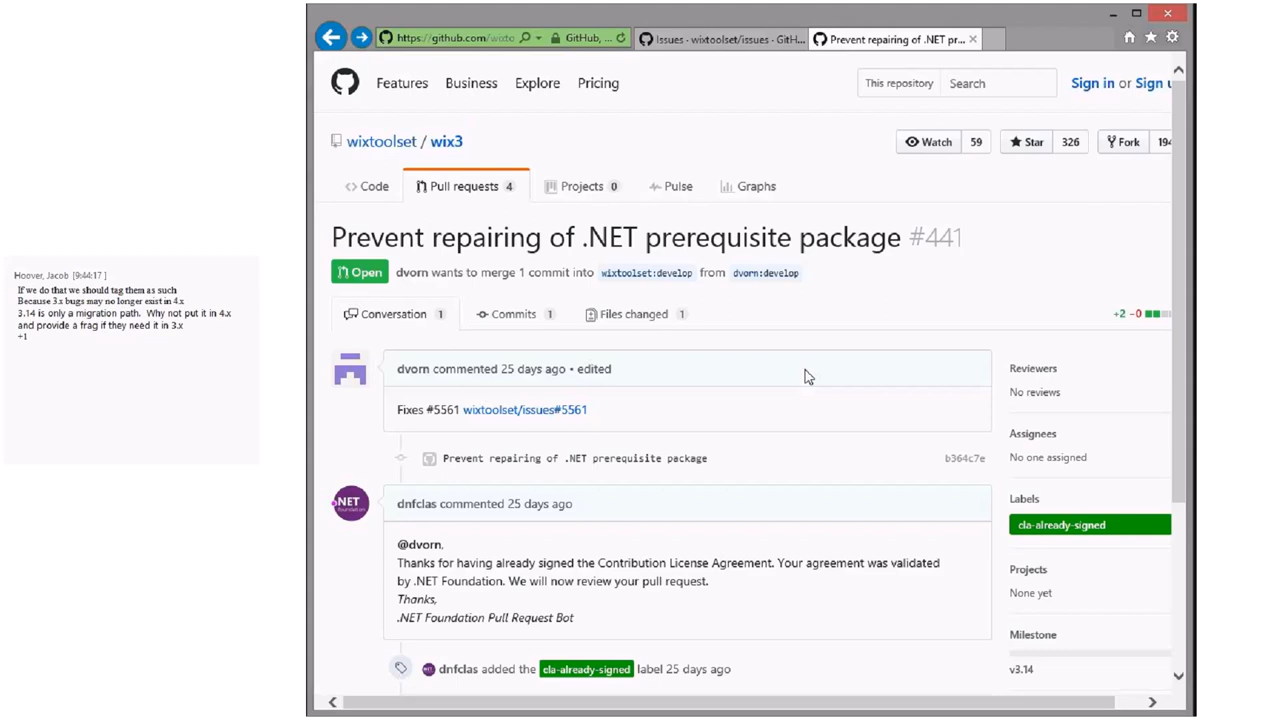 https://github.com/wixto
GitHub, ...
Issues · wixtoolset/issues · GitH...
Prevent repairing of .NET pr...
Features
Business
Explore
Pricing
This repository
Search
Sign in or Sign u
wixtoolset / wix3
Watch 59
Star 326
Fork 194
Code
Pull requests 4
Projects 0
Pulse
Graphs
Prevent repairing of .NET prerequisite package #441
Open
dvorn wants to merge 1 commit into wixtoolset:develop from dvorn:develop
Conversation 1
Commits 1
Files changed 1
+2 −0
Hoover, Jacob [9:44:17 ]
If we do that we should tag them as such
Because 3.x bugs may no longer exist in 4.x
3.14 is only a migration path. Why not put it in 4.x
and provide a frag if they need it in 3.x
+1
dvorn commented 25 days ago • edited
Fixes #5561 wixtoolset/issues#5561
Prevent repairing of .NET prerequisite package
b364c7e
NET
foundation
dnfclas commented 25 days ago
@dvorn,
Thanks for having already signed the Contribution License Agreement. Your agreement was validated
by .NET Foundation. We will now review your pull request.
Thanks,
.NET Foundation Pull Request Bot
dnfclas added the cla-already-signed label 25 days ago
Reviewers
No reviews
Assignees
No one assigned
Labels
cla-already-signed
Projects
None yet
Milestone
v3.14